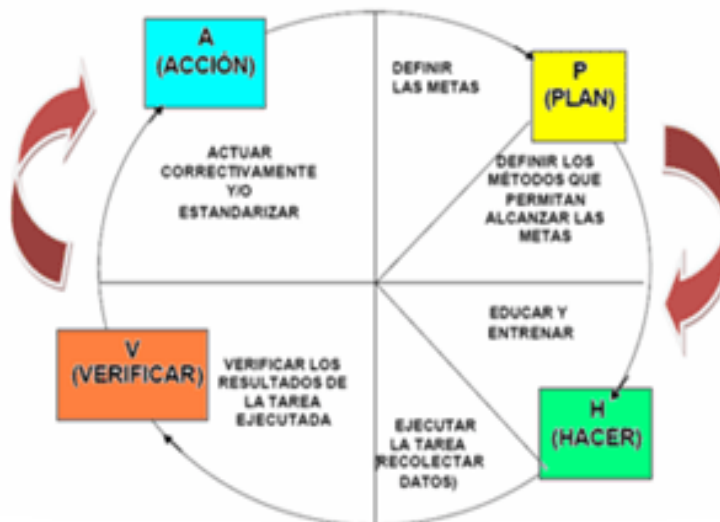 A
(ACCIÓN)
DEFINIR
LAS METAS
P
(PLAN)
ACTUAR
CORRECTIVAMENTE
Y/O
ESTANDARIZAR
DEFINIR LOS
MÉTODOS QUE
PERMITAN
ALCANZAR LAS
METAS
EDUCAR Y
ENTRENAR
V
(VERIFICAR)
VERIFICAR LOS
RESULTADOS DE
LA TAREA
EJECUTADA
EJECUTAR
LA TAREA
(RECOLECTAR
DATOS)
H
(HACER)